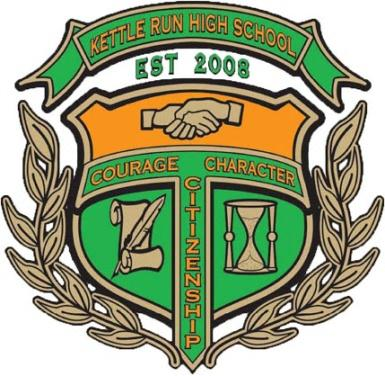 KETTLE RUN HIGH SCHOOL
EST 2008
COURAGE CHARACTER
CITIZENSHIP